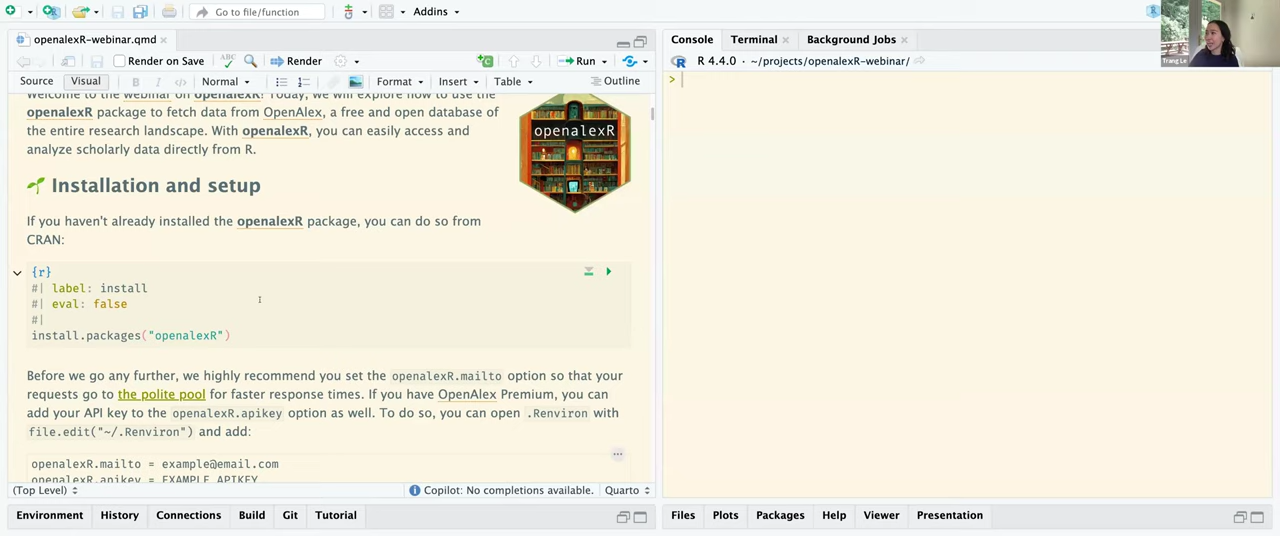 Go to file/function
Addins
openalexR-webinar.qmd
Render on Save
ABC
Render
Run
Source
Visual
B
I
Normal
Format
Insert
Table
Outline
Welcome to the webinar on openalexR! Today, we will explore how to use the
openalexR package to fetch data from OpenAlex, a free and open database of
the entire research landscape. With openalexR, you can easily access and
analyze scholarly data directly from R.
openalexR
Installation and setup
If you haven't already installed the openalexR package, you can do so from
CRAN:
{r}
#| label: install
#| eval: false
#|
install.packages("openalexR")
Before we go any further, we highly recommend you set the openalexR.mailto option so that your
requests go to the polite pool for faster response times. If you have OpenAlex Premium, you can
add your API key to the openalexR.apikey option as well. To do so, you can open .Renviron with
file.edit("~/.Renviron") and add:
openalexR.mailto = example@email.com
openalexR.apikey = EXAMPLE_APIKEY
(Top Level)
Copilot: No completions available.
Quarto
Environment
History
Connections
Build
Git
Tutorial
Console
Terminal
Background Jobs
R 4.4.0 · ~/projects/openalexR-webinar/
>
Files
Plots
Packages
Help
Viewer
Presentation
Trang Le